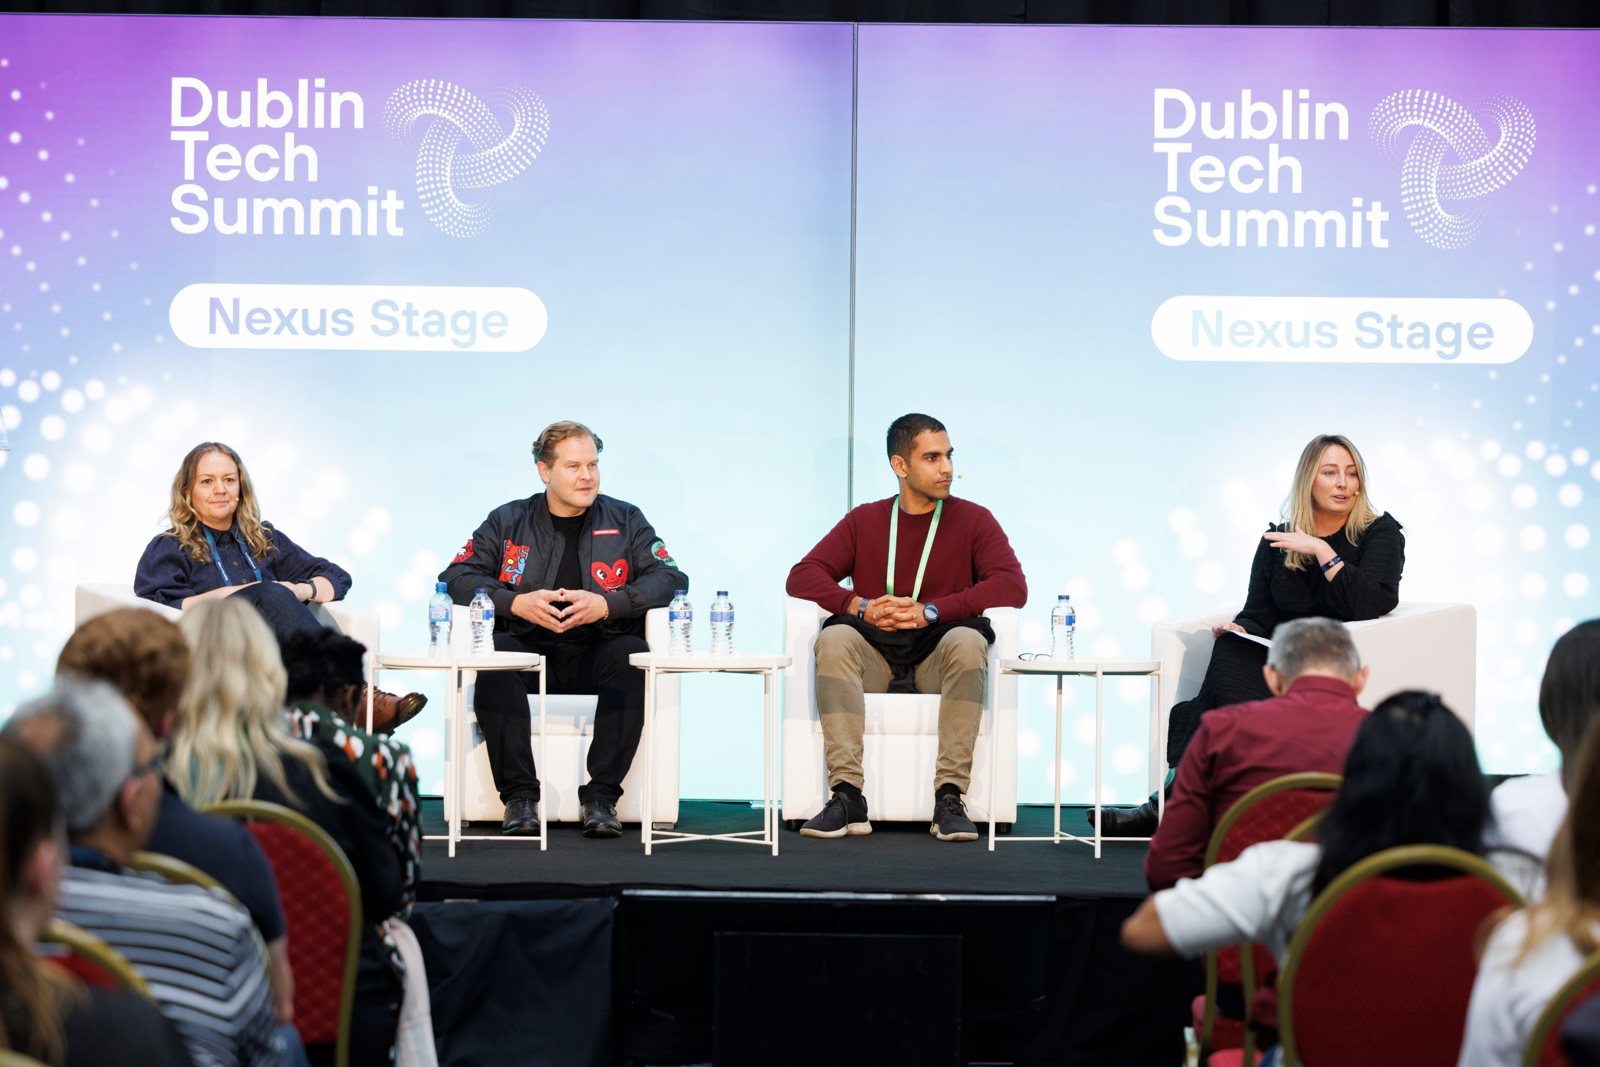 Dublin
Tech
Summit
Nexus Stage
Dublin
Tech
Summit
Nexus Stage